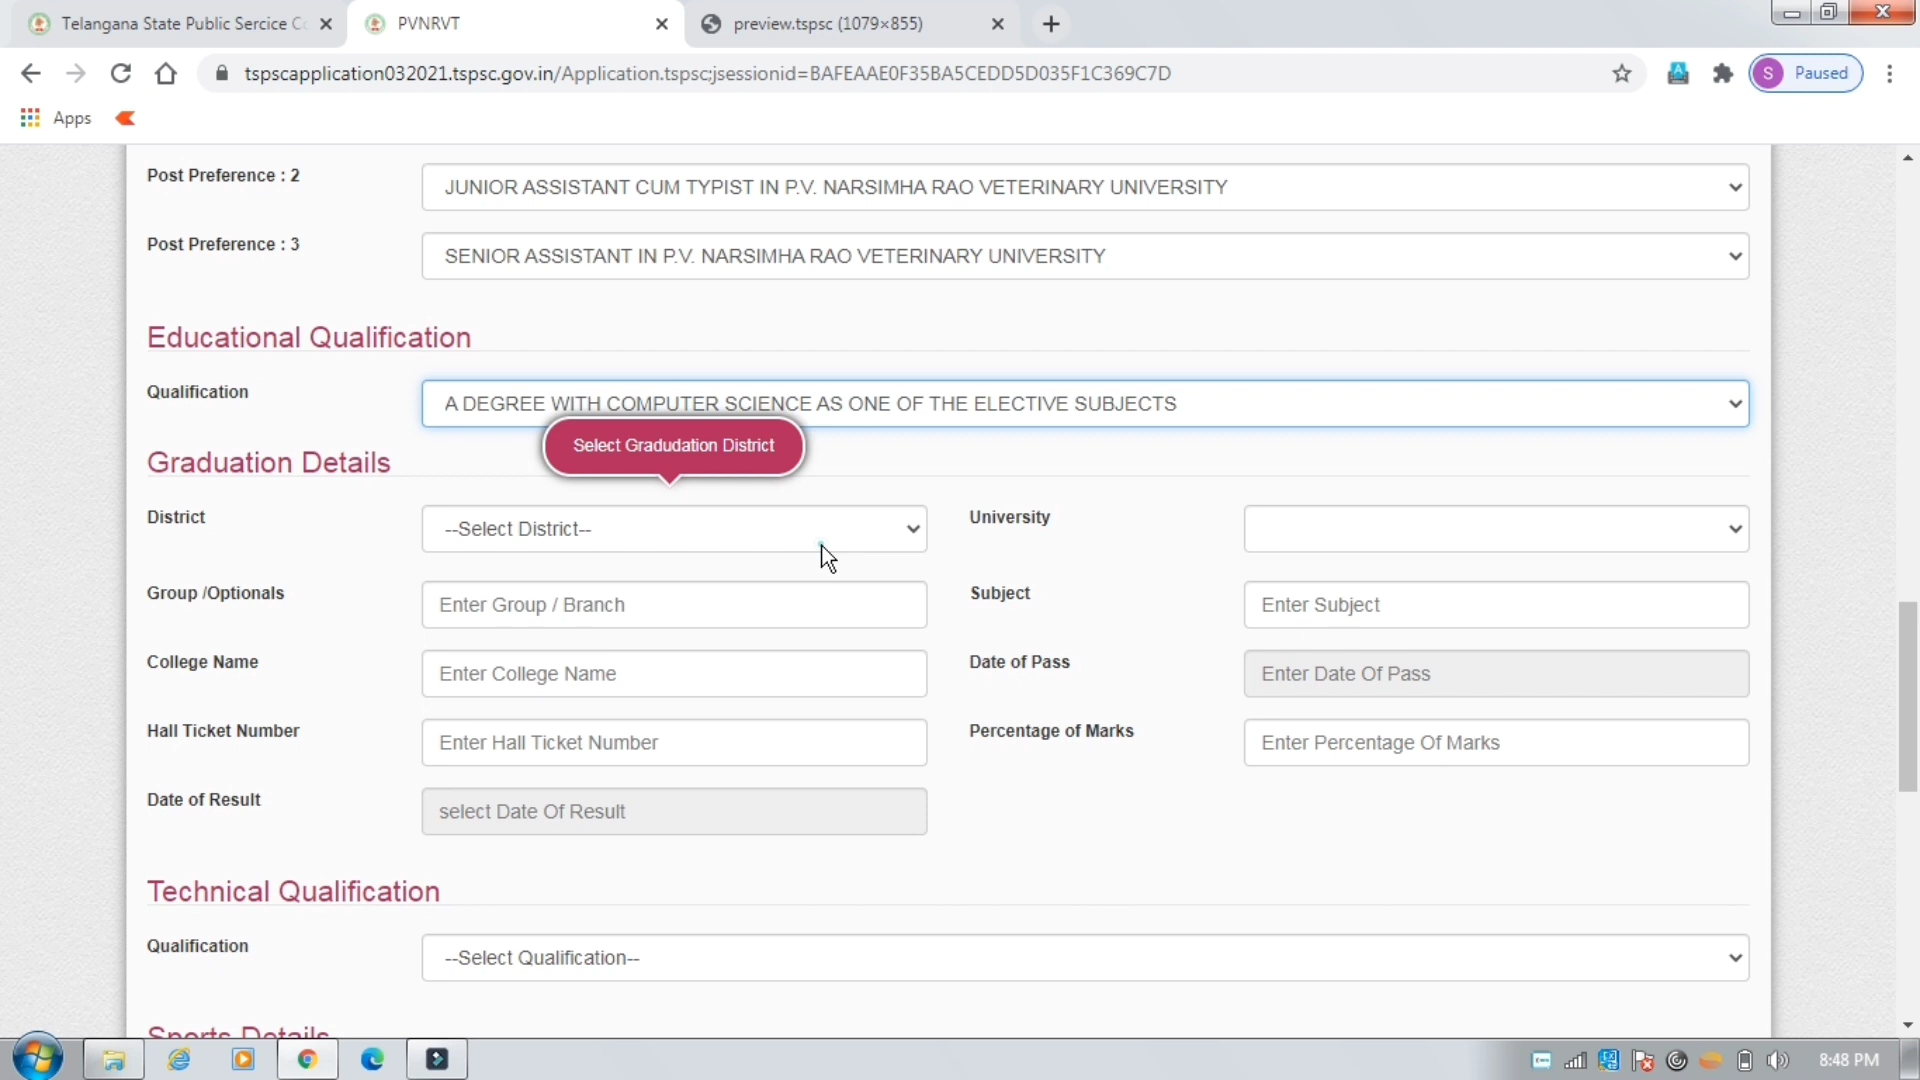 Telangana State Public Sercice Co
PVNRVT
preview.tspsc (1079×855)
tspscapplication032021.tspsc.gov.in/Application.tspsc;jsessionid=BAFEAAE0F35BA5CEDD5D035F1C369C7D
S Paused
Apps
Post Preference : 2
JUNIOR ASSISTANT CUM TYPIST IN P.V. NARSIMHA RAO VETERINARY UNIVERSITY
Post Preference : 3
SENIOR ASSISTANT IN P.V. NARSIMHA RAO VETERINARY UNIVERSITY
Educational Qualification
Qualification
A DEGREE WITH COMPUTER SCIENCE AS ONE OF THE ELECTIVE SUBJECTS
Select Gradudation District
Graduation Details
District
--Select District--
University
Group /Optionals
Enter Group / Branch
Subject
Enter Subject
College Name
Enter College Name
Date of Pass
Enter Date Of Pass
Hall Ticket Number
Enter Hall Ticket Number
Percentage of Marks
Enter Percentage Of Marks
Date of Result
select Date Of Result
Technical Qualification
Qualification
--Select Qualification--
Sports Details
8:48 PM